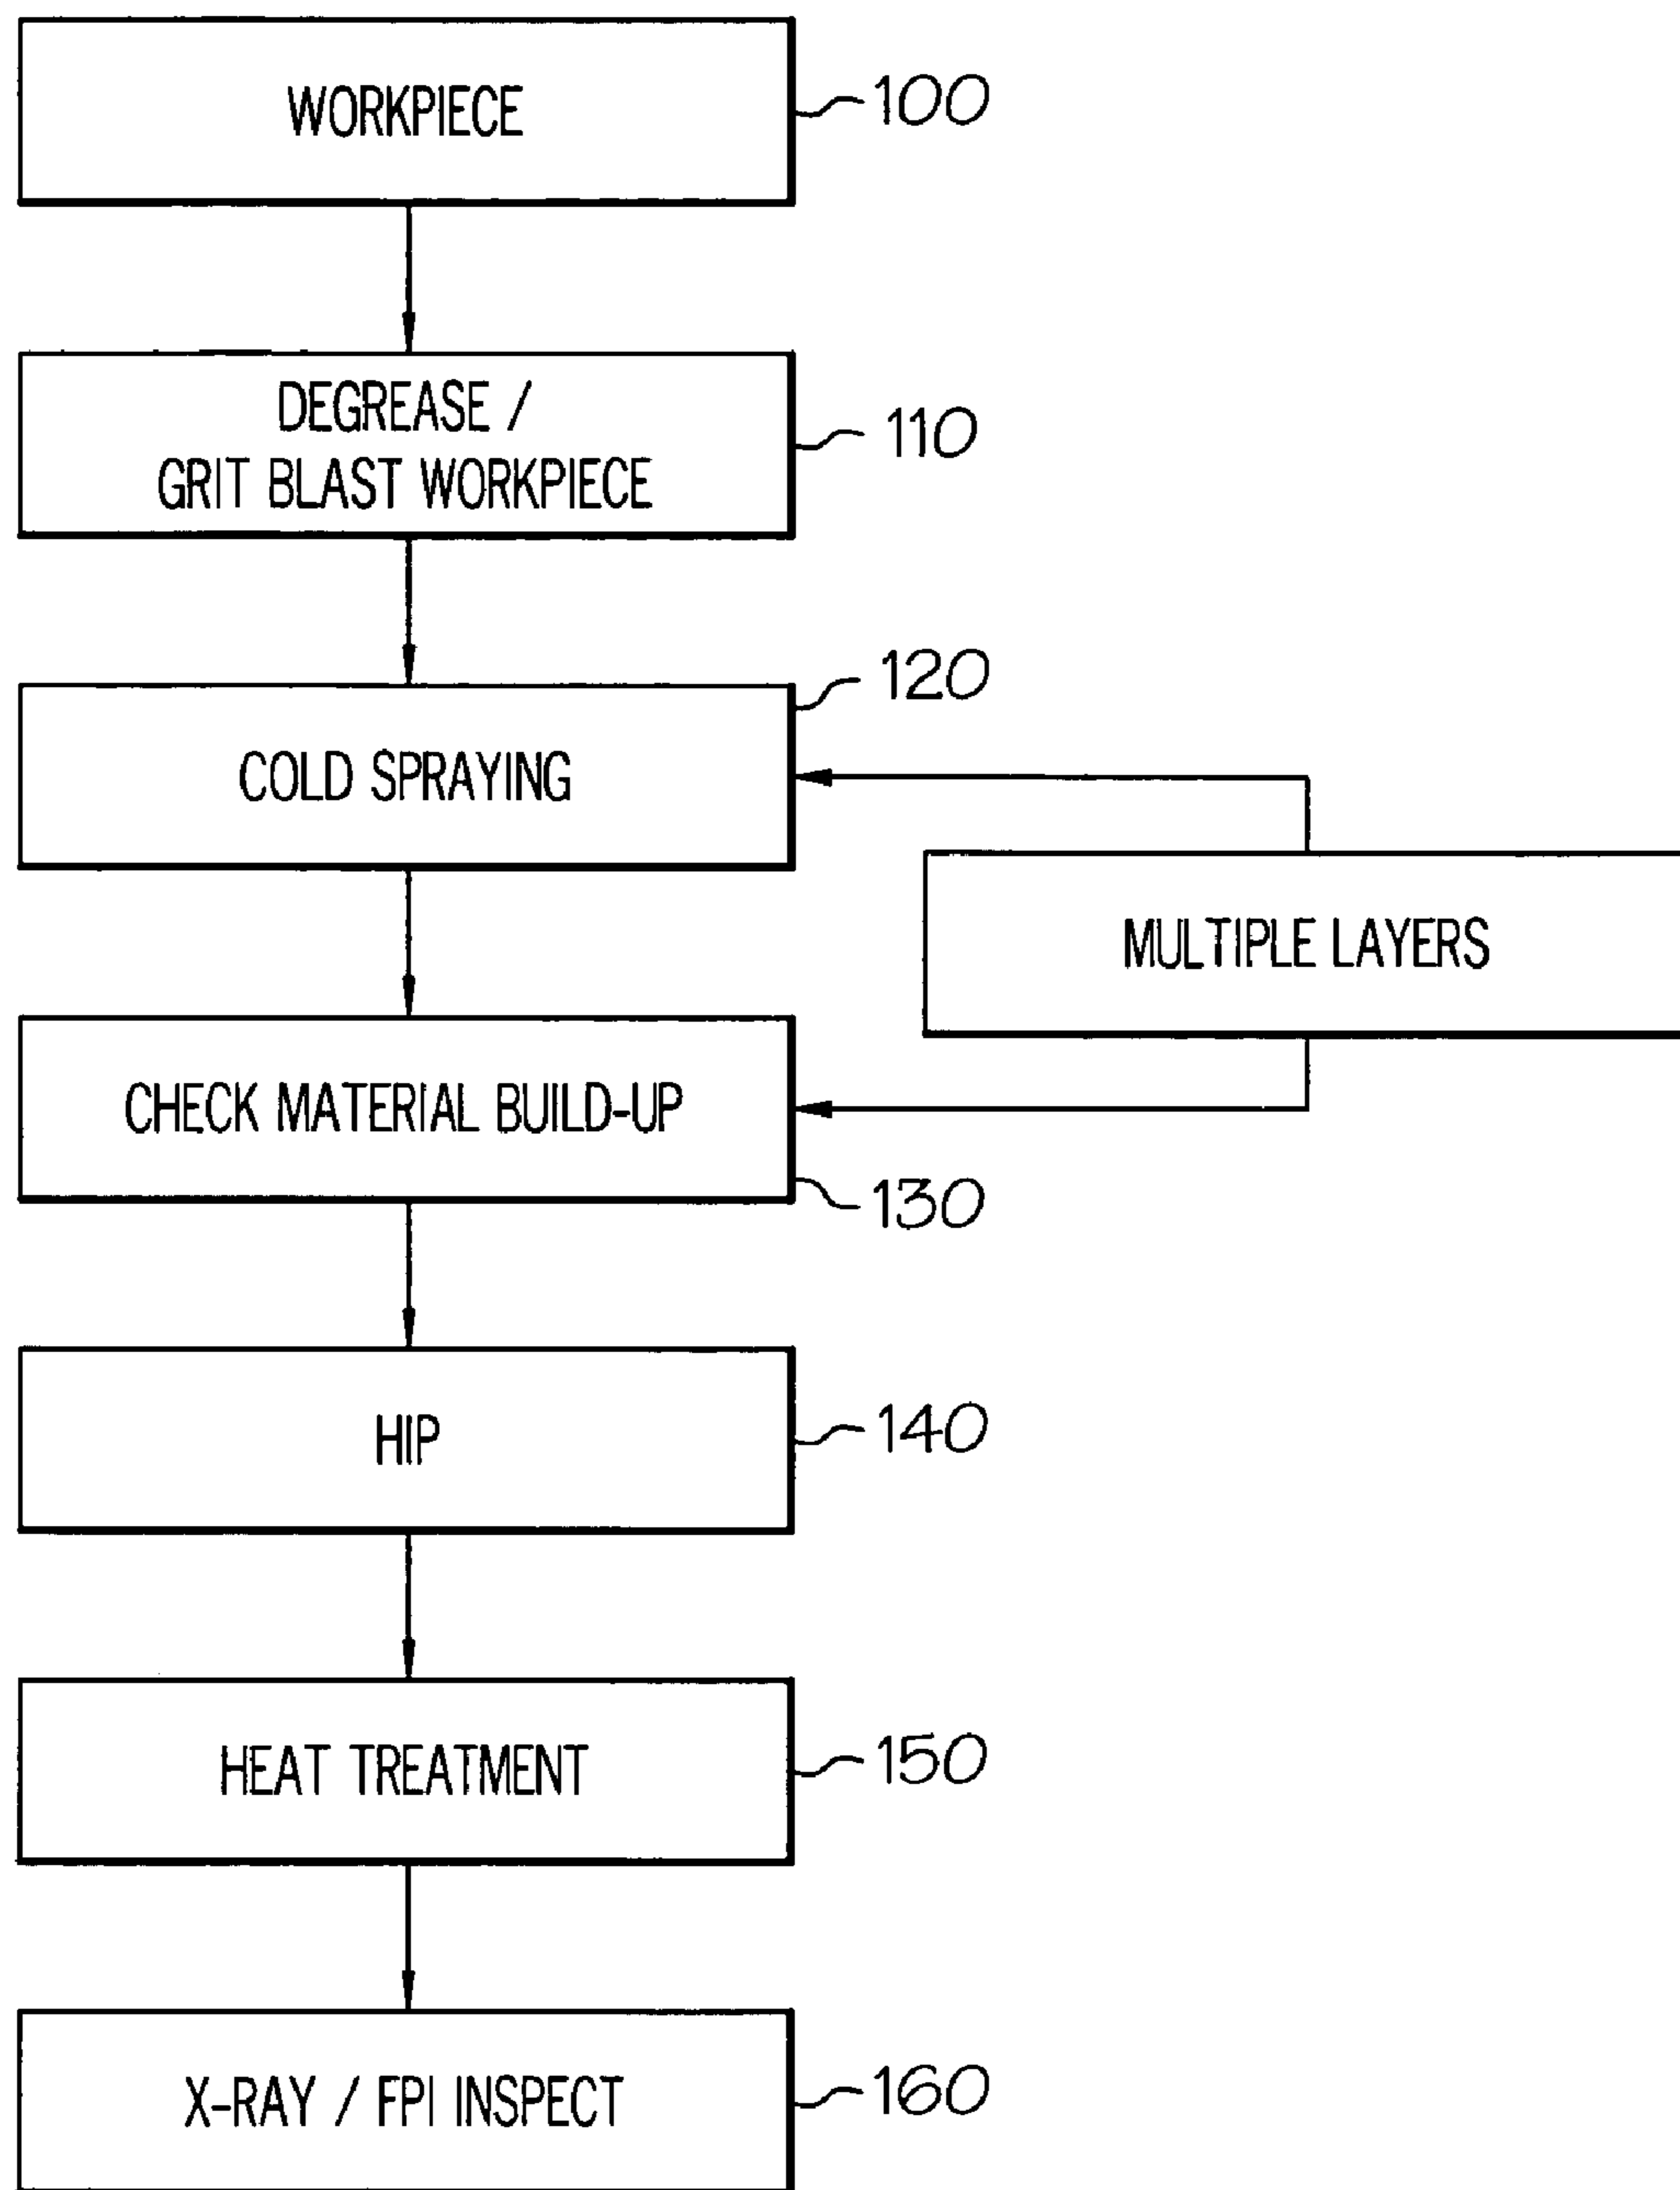 WORKPIECE
100
DEGREASE /
GRIT BLAST WORKPIECE
110
120
COLD SPRAYING
MULTIPLE LAYERS
CHECK MATERIAL BUILD-UP
130
HIP
140
HEAT TREATMENT
150
X-RAY / FPI INSPECT
160